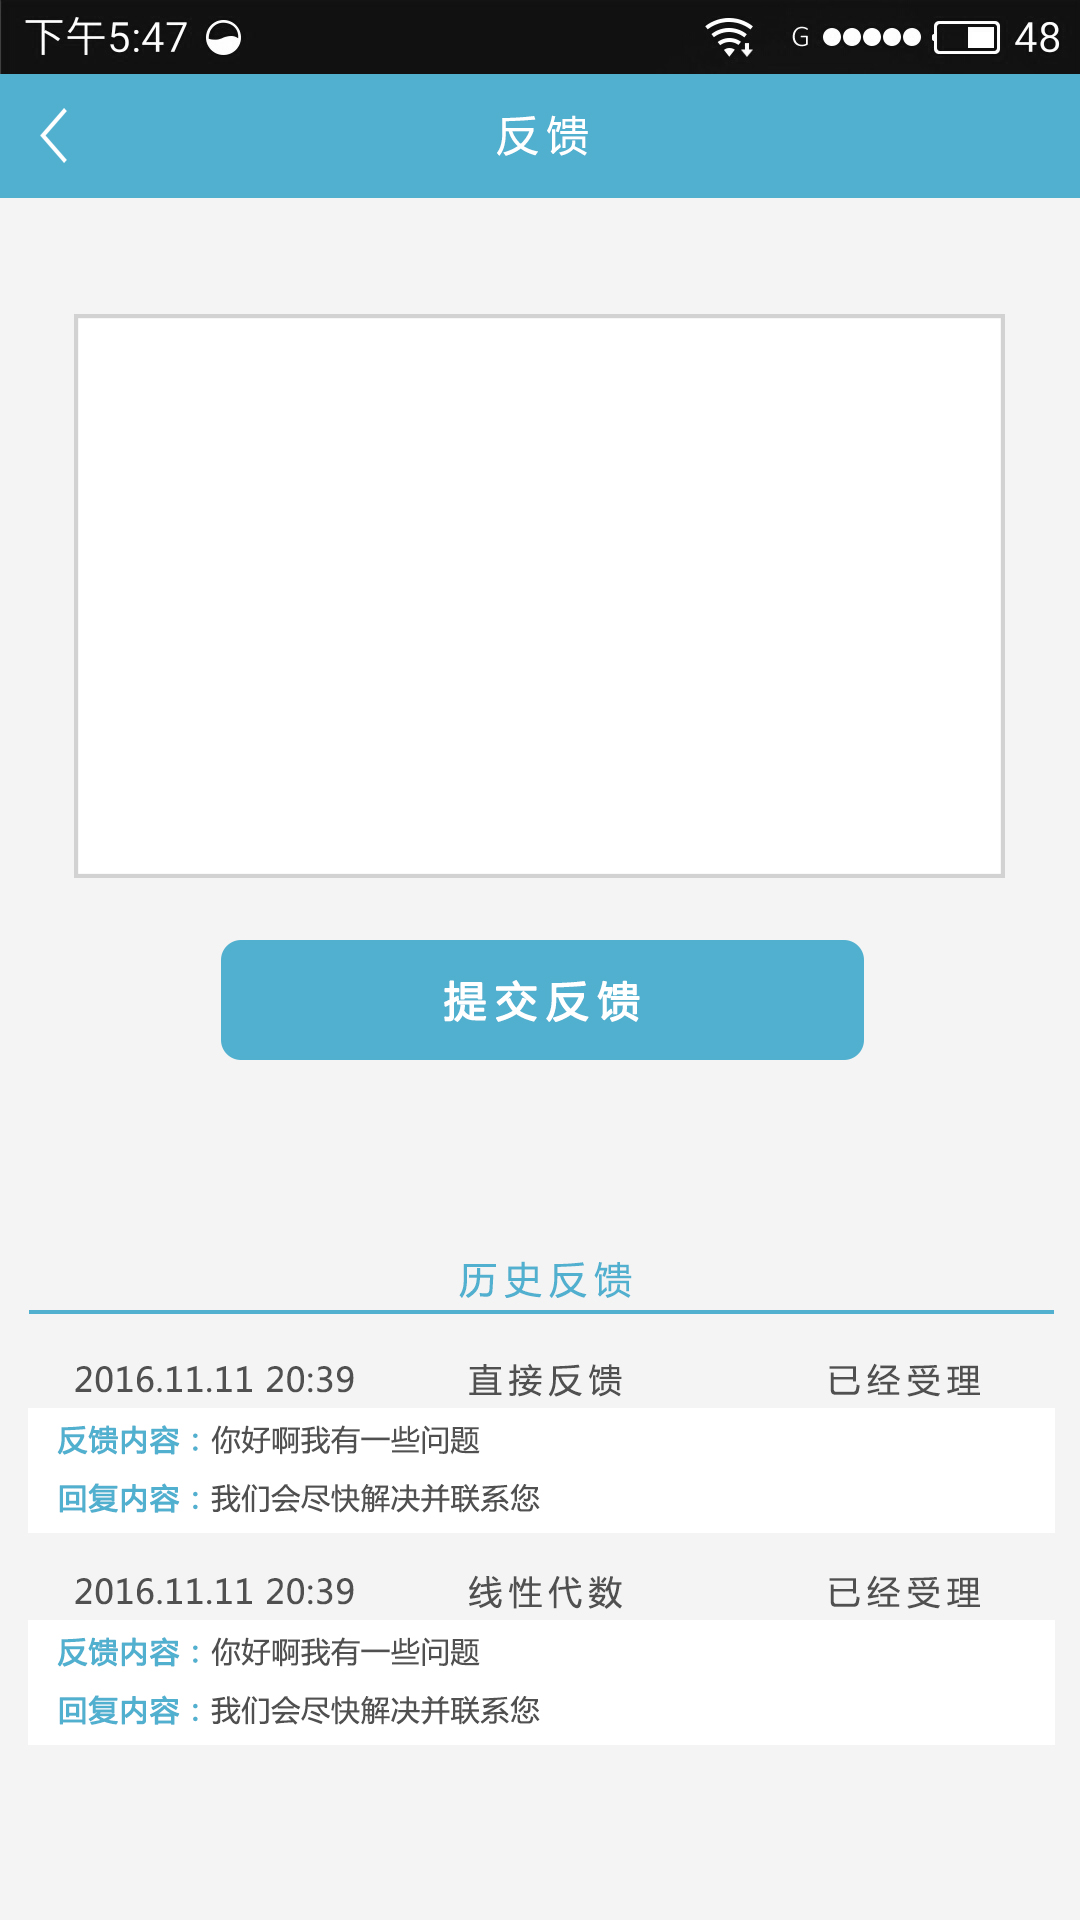 下午5:47 G 48
反馈
提交反馈
历史反馈
2016.11.11 20:39 直接反馈 已经受理
反馈内容：你好啊我有一些问题
回复内容：我们会尽快解决并联系您
2016.11.11 20:39 线性代数 已经受理
反馈内容：你好啊我有一些问题
回复内容：我们会尽快解决并联系您